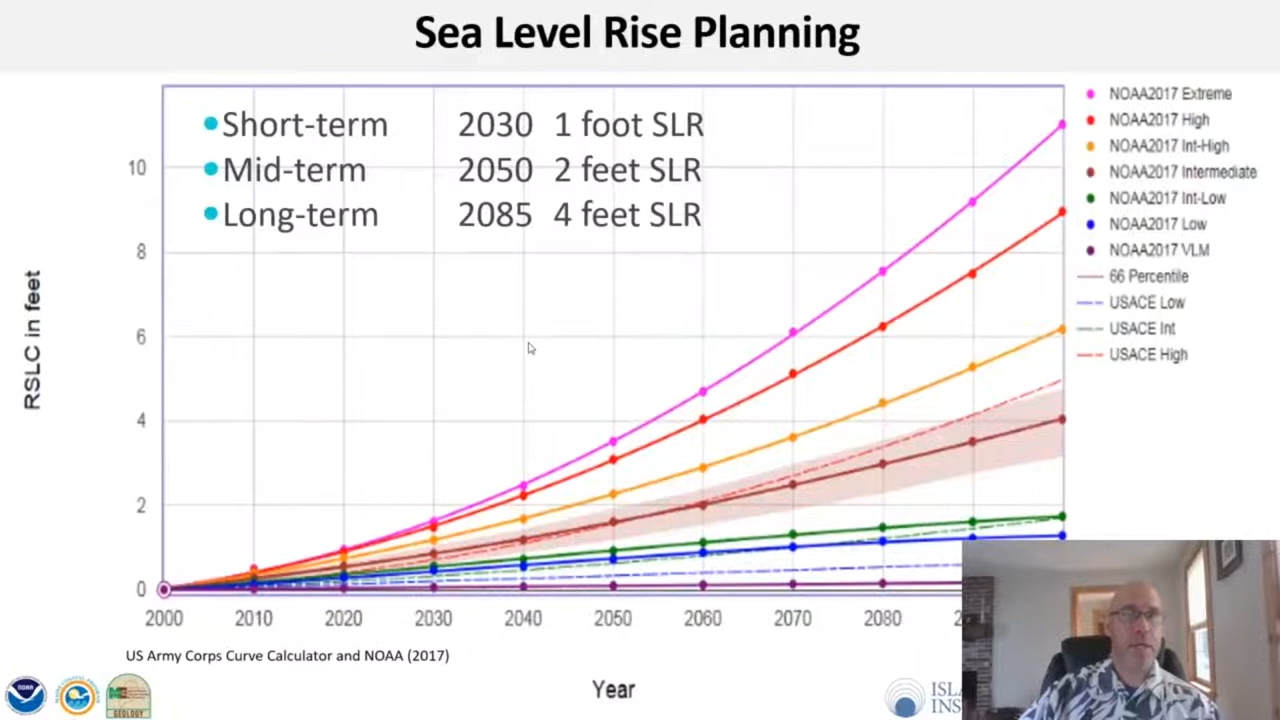 Sea Level Rise Planning
Short-term 2030 1 foot SLR
Mid-term 2050 2 feet SLR
Long-term 2085 4 feet SLR
NOAA2017 Extreme
NOAA2017 High
NOAA2017 Int-High
NOAA2017 Intermediate
NOAA2017 Int-Low
NOAA2017 Low
NOAA2017 VLM
66 Percentile
USACE Low
USACE Int
USACE High
RSLC in feet
10
8
6
4
2
0
2000 2010 2020 2030 2040 2050 2060 2070 2080
US Army Corps Curve Calculator and NOAA (2017)
Year
NOAA
GEOLOGY